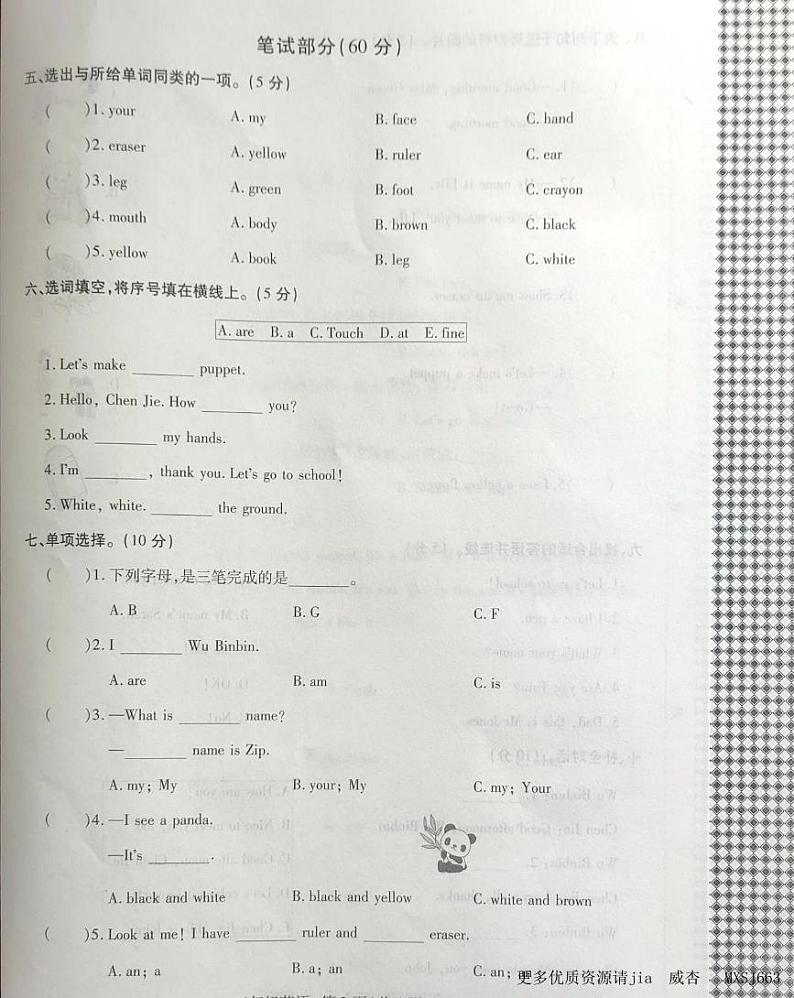 笔试部分(60 分)
五、选出与所给单词同类的一项。(5 分)
( )1. your A. my B. face C. hand
( )2. eraser A. yellow B. ruler C. ear
( )3. leg A. green B. foot C. crayon
( )4. mouth A. body B. brown C. black
( )5. yellow A. book B. leg C. white
六、选词填空,将序号填在横线上。(5 分)
A. are B. a C. Touch D. at E. fine
1. Let's make ________ puppet.
2. Hello, Chen Jie. How ________ you?
3. Look ________ my hands.
4. I'm ________, thank you. Let's go to school!
5. White, white. ________ the ground.
七、单项选择。(10 分)
( )1. 下列字母,是三笔完成的是________。
A. B B. G C. F
( )2. I ________ Wu Binbin.
A. are B. am C. is
( )3. —What is ________ name?
—________ name is Zip.
A. my; My B. your; My C. my; Your
( )4. —I see a panda.
—It's ________.
A. black and white B. black and yellow C. white and brown
( )5. Look at me! I have ________ ruler and ________ eraser.
A. an; a B. a; an C. an;
更多优质资源请jia 威杏 MXSJ663